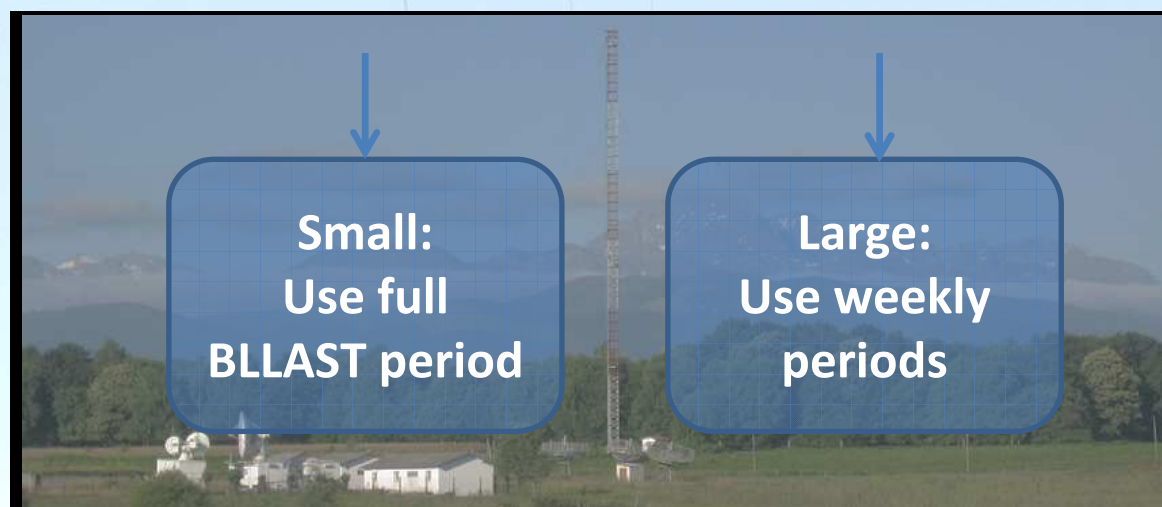 Small:
Use full
BLLAST period
Large:
Use weekly
periods